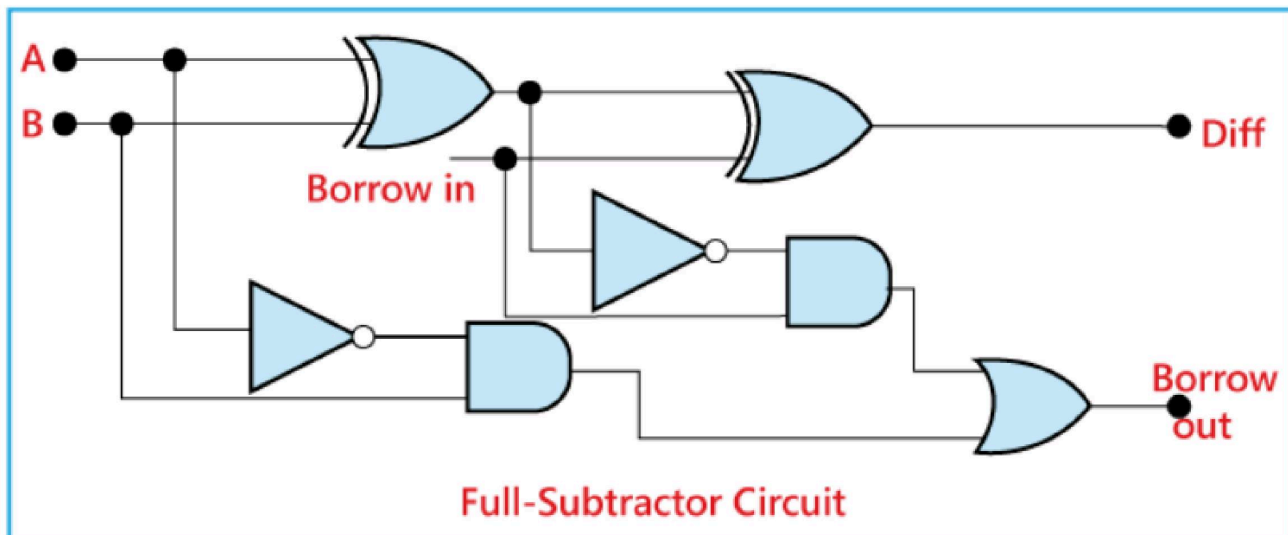 A
B
Diff
Borrow in
Borrow
out
Full-Subtractor Circuit